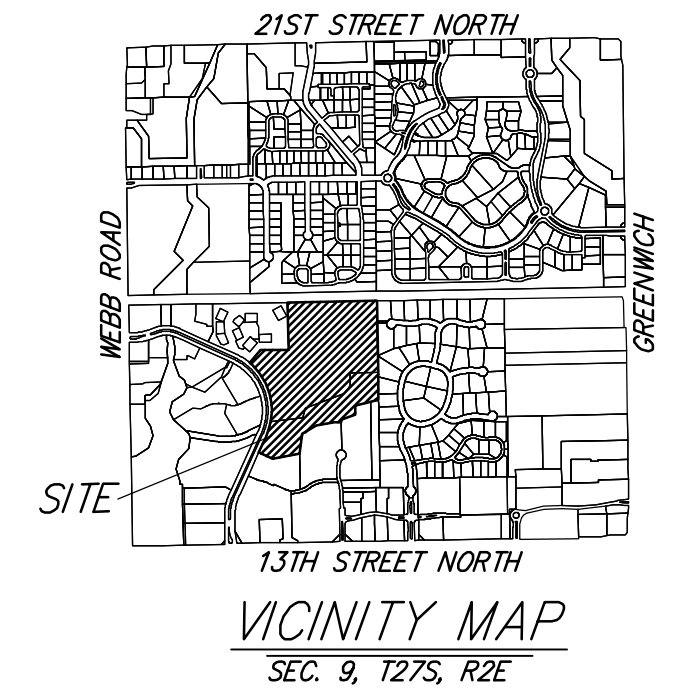 21ST STREET NORTH
WEBB ROAD
GREENWICH
SITE
13TH STREET NORTH
VICINITY MAP
SEC. 9, T27S, R2E